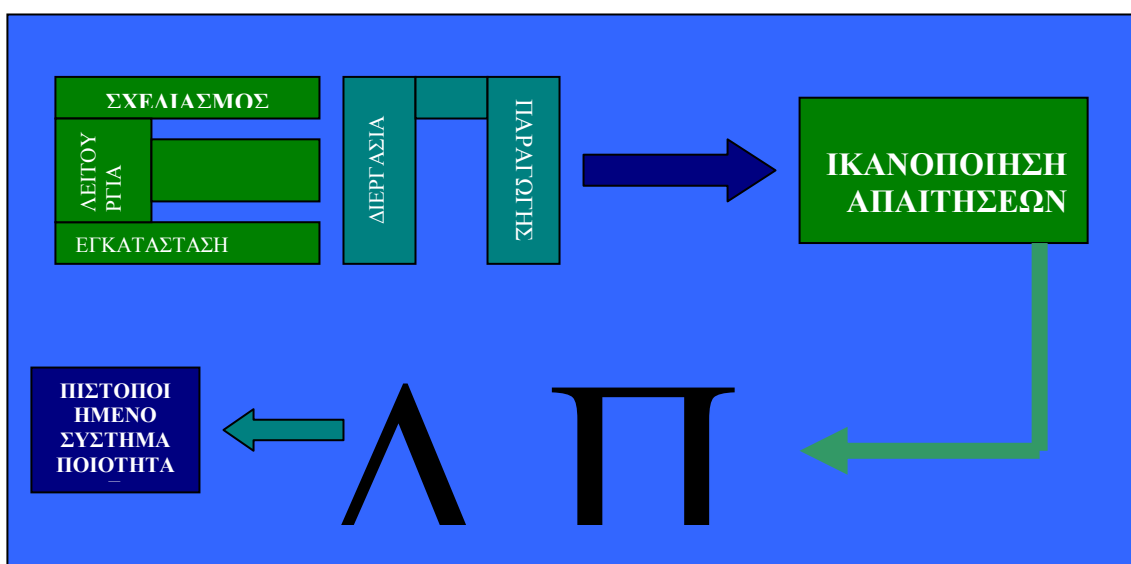 ΣΧΕΔΙΑΣΜΟΣ
ΛΕΙΤΟΥ
ΡΓΙΑ
ΕΓΚΑΤΑΣΤΑΣΗ
ΔΙΕΡΓΑΣΙΑ
ΠΑΡΑΓΩΓΗΣ
ΙΚΑΝΟΠΟΙΗΣΗ
ΑΠΑΙΤΗΣΕΩΝ
ΠΙΣΤΟΠΟΙ
ΗΜΕΝΟ
ΣΥΣΤΗΜΑ
ΠΟΙΟΤΗΤΑ
Λ Π